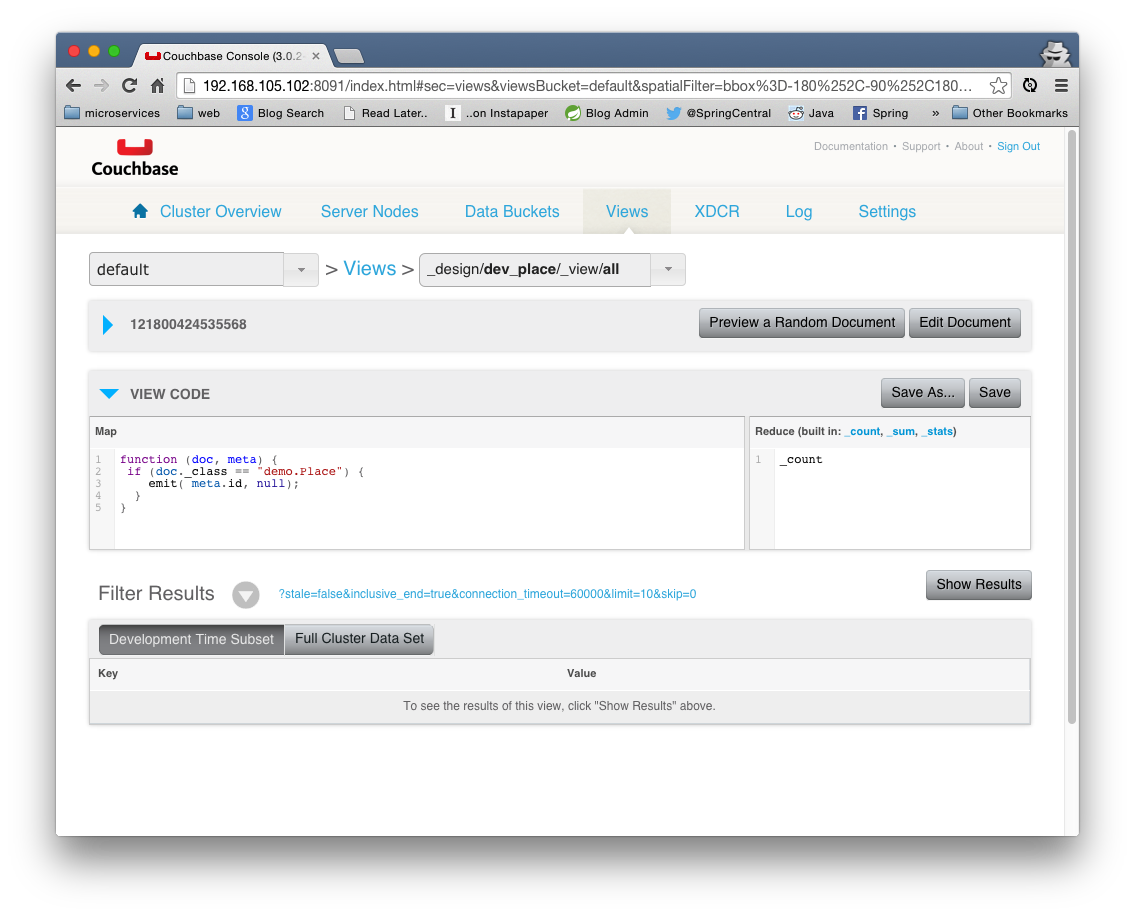 Couchbase Console (3.0.2-
192.168.105.102:8091/index.html#sec=views&viewsBucket=default&spatialFilter=bbox%3D-180%252C-90%252C180...
microservices web Blog Search Read Later.. I ..on Instapaper Blog Admin @SpringCentral Java Spring » Other Bookmarks
Couchbase
Documentation • Support • About • Sign Out
Cluster Overview Server Nodes Data Buckets Views XDCR Log Settings
default > Views > _design/dev_place/_view/all
121800424535568 Preview a Random Document Edit Document
VIEW CODE Save As... Save
Map Reduce (built in: _count, _sum, _stats)
1 function (doc, meta) { 1 _count
2 if (doc._class == "demo.Place") {
3 emit( meta.id, null);
4 }
5 }
Filter Results ?stale=false&inclusive_end=true&connection_timeout=60000&limit=10&skip=0 Show Results
Development Time Subset Full Cluster Data Set
Key Value
To see the results of this view, click "Show Results" above.